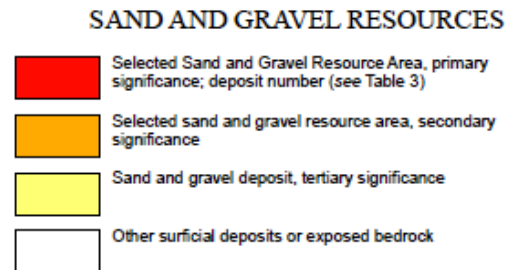 SAND AND GRAVEL RESOURCES
Selected Sand and Gravel Resource Area, primary
significance; deposit number (see Table 3)
Selected sand and gravel resource area, secondary
significance
Sand and gravel deposit, tertiary significance
Other surficial deposits or exposed bedrock